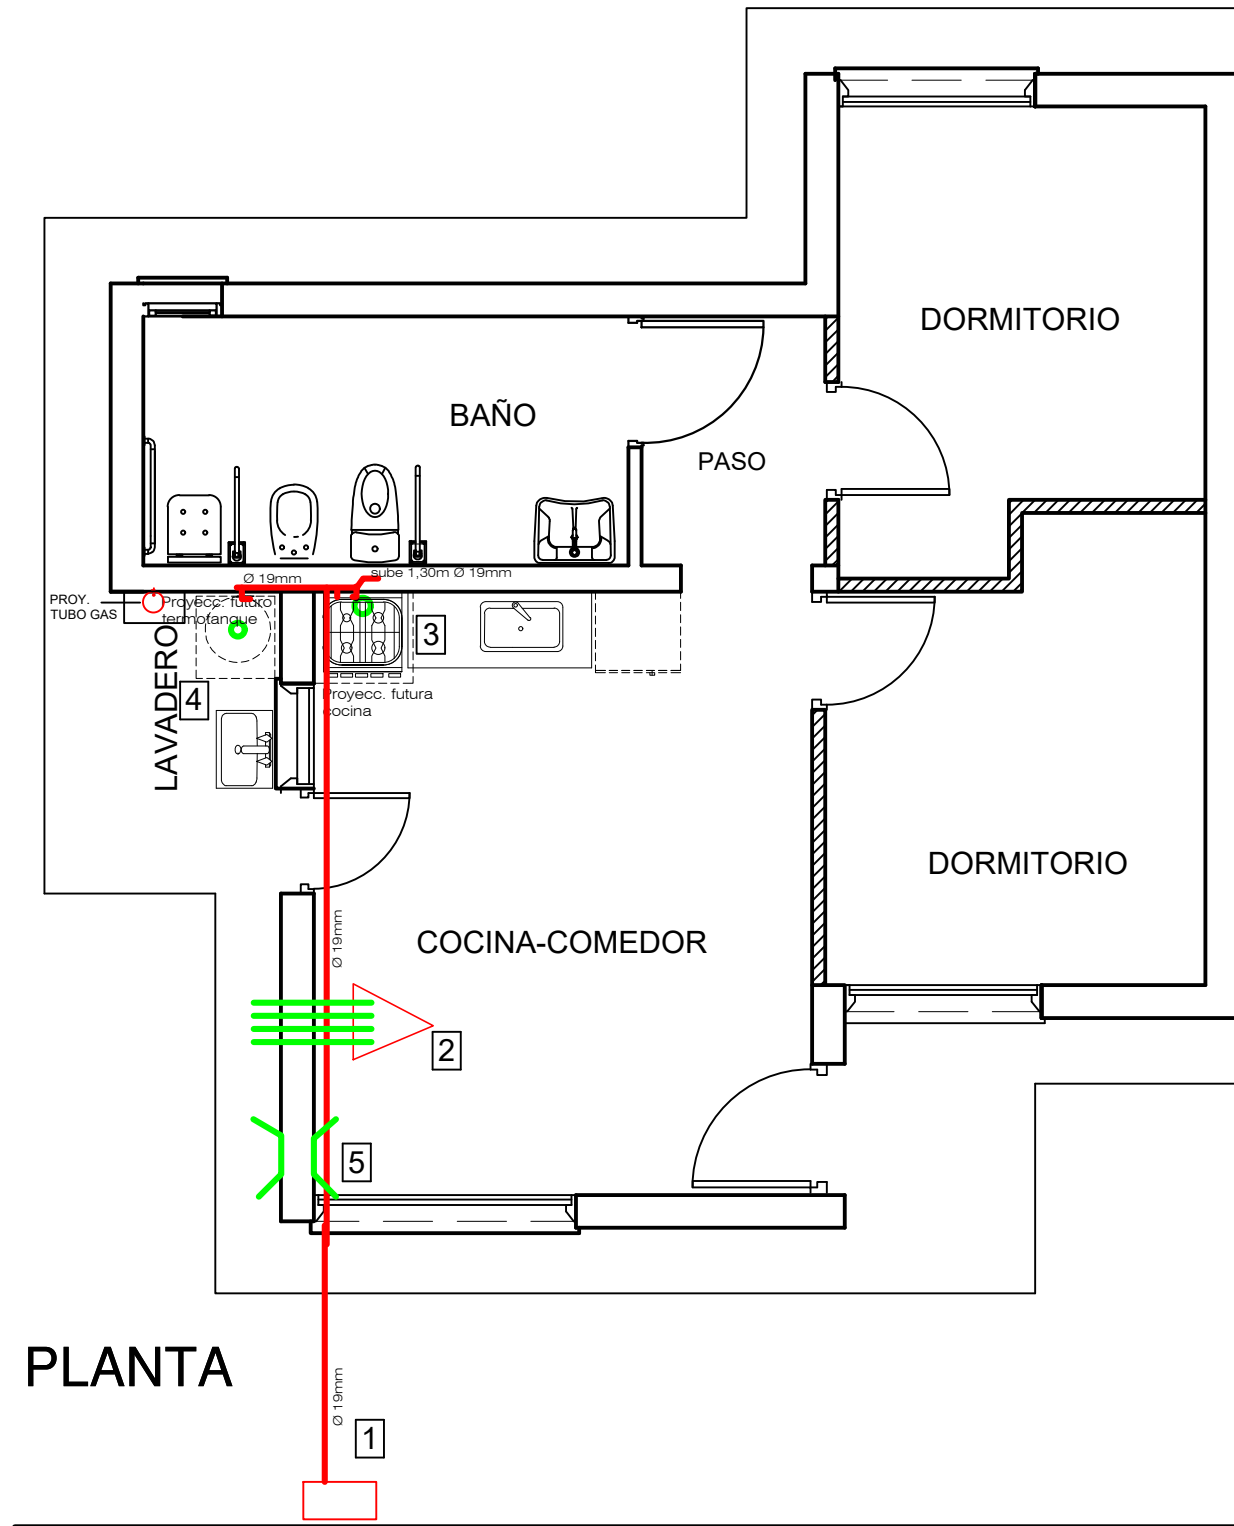 DORMITORIO
BAÑO
PASO
Ø 19mm
sube 1,30m Ø 19mm
PROY.
TUBO GAS
Proyecc. futuro
termotanque
3
LAVADERO
4
Proyecc. futura
cocina
DORMITORIO
Ø 19mm
COCINA-COMEDOR
2
5
PLANTA
Ø 19mm
1